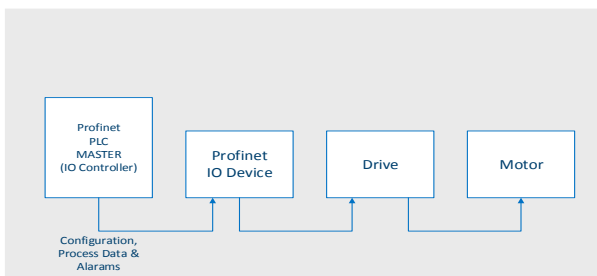 Profinet
PLC
MASTER
(IO Controller)
Profinet
IO Device
Drive
Motor
Configuration,
Process Data &
Alarams